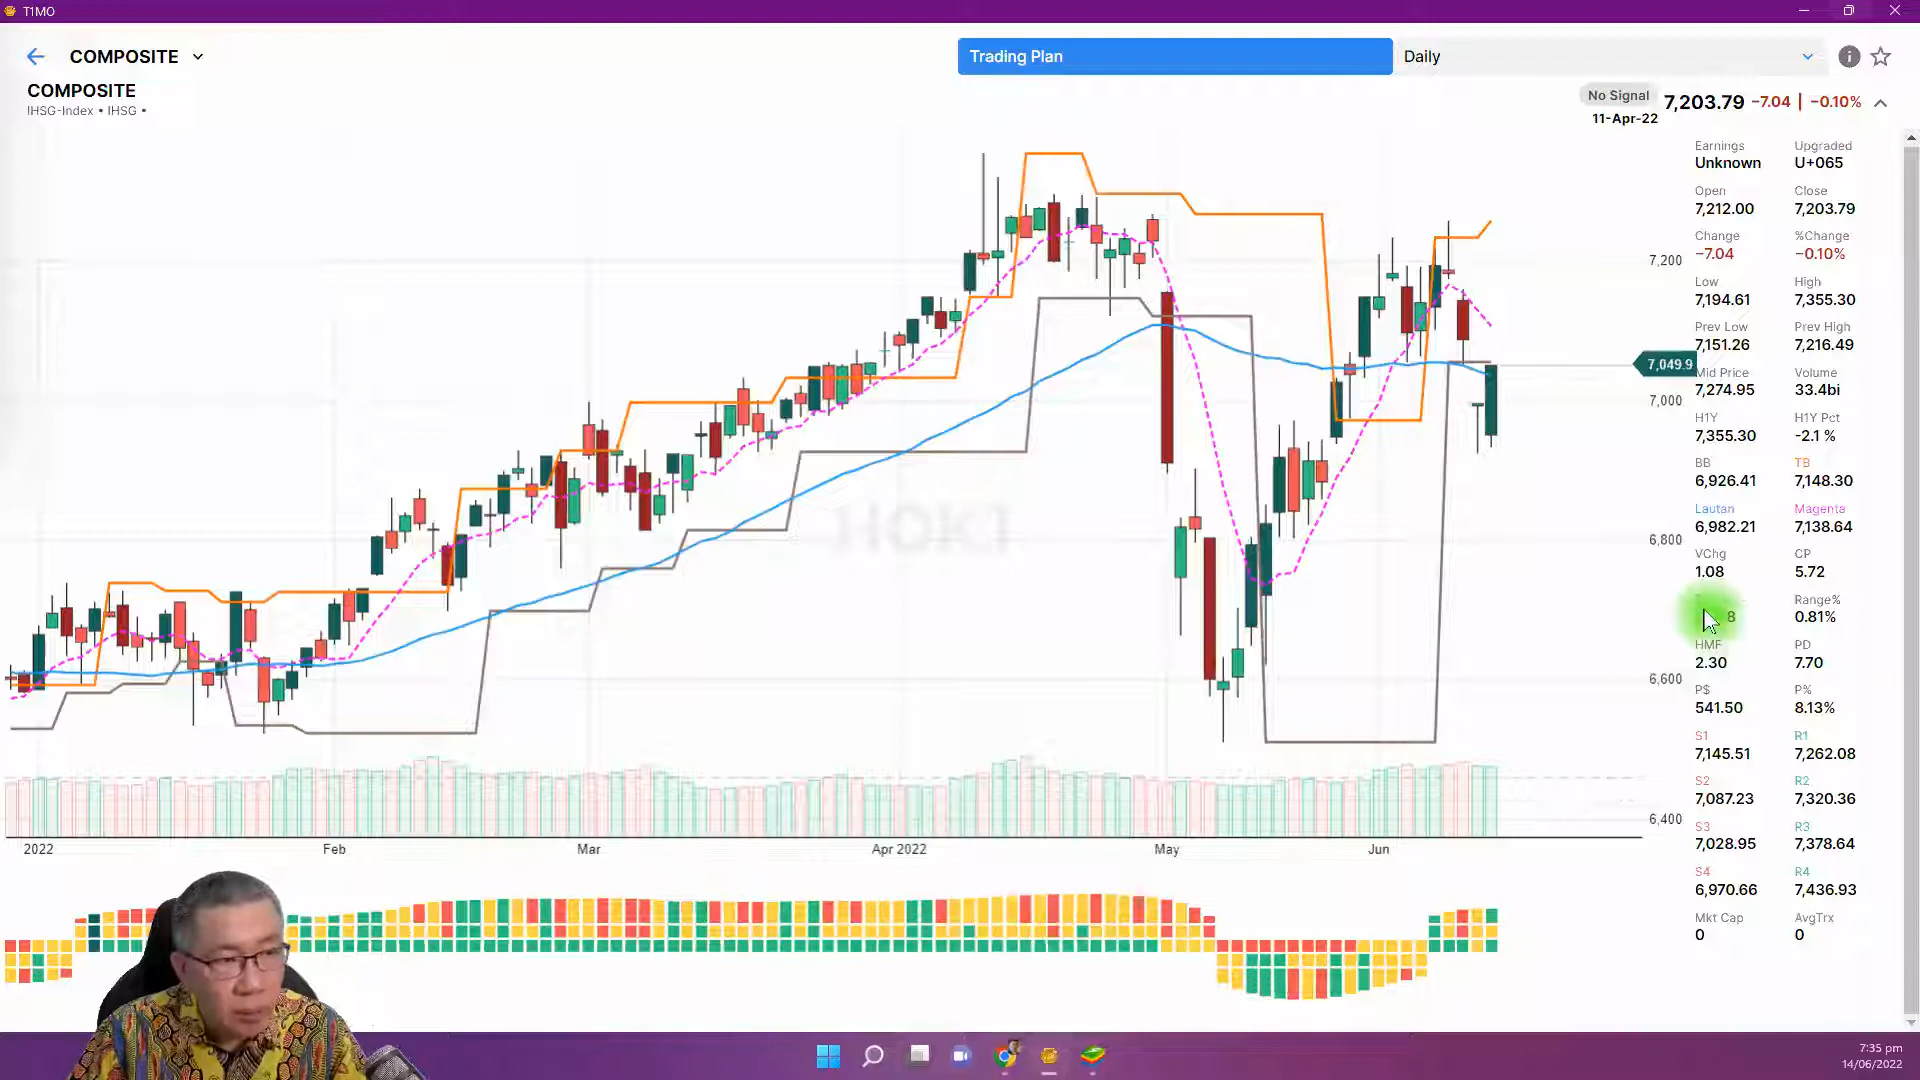 T1MO
COMPOSITE
Trading Plan
Daily
COMPOSITE
IHSG-Index • IHSG •
No Signal
7,203.79 −7.04 | −0.10%
11-Apr-22
Earnings Upgraded
Unknown U+065
Open Close
7,212.00 7,203.79
Change %Change
−7.04 −0.10%
Low High
7,194.61 7,355.30
Prev Low Prev High
7,151.26 7,216.49
Mid Price Volume
7,274.95 33.4bi
H1Y H1Y Pct
7,355.30 -2.1 %
BB TB
6,926.41 7,148.30
Lautan Magenta
6,982.21 7,138.64
VChg CP
1.08 5.72
Range%
8 0.81%
HMF PD
2.30 7.70
P$ P%
541.50 8.13%
S1 R1
7,145.51 7,262.08
S2 R2
7,087.23 7,320.36
S3 R3
7,028.95 7,378.64
S4 R4
6,970.66 7,436.93
Mkt Cap AvgTrx
0 0
7,200
7,049.9
7,000
6,800
6,600
6,400
HOKI
2022 Feb Mar Apr 2022 May Jun
7:35 pm
14/06/2022